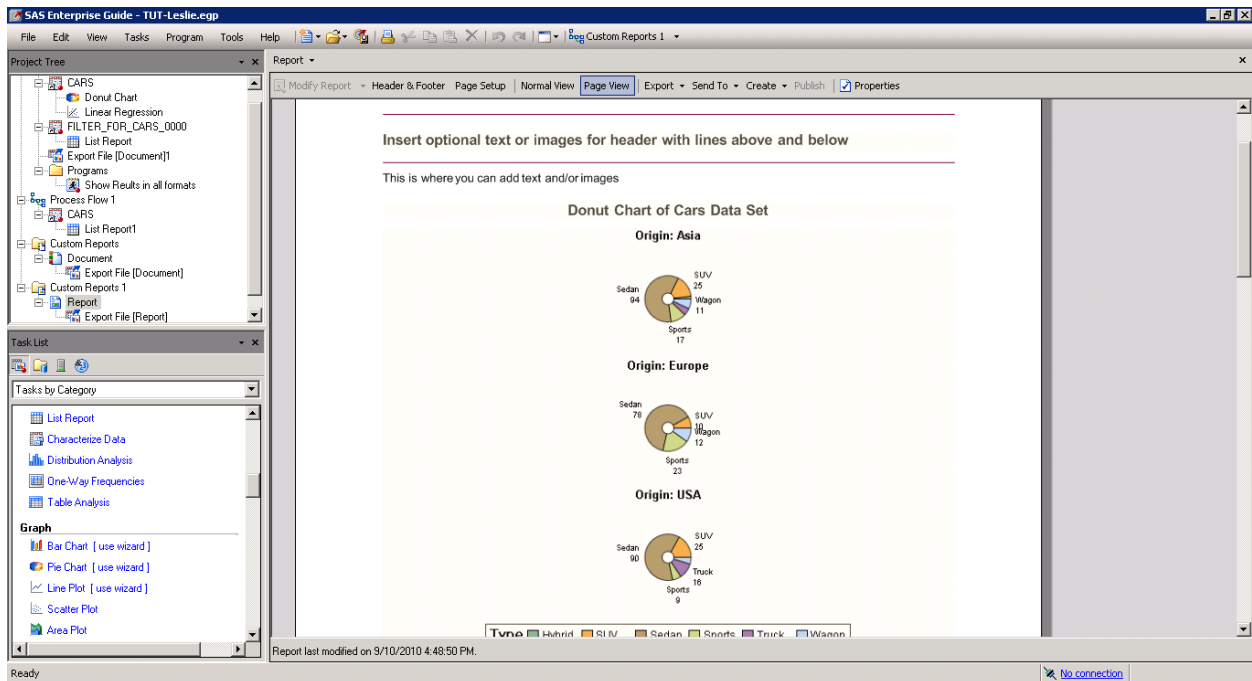 SAS Enterprise Guide - TUT-Leslie.egp
File Edit View Tasks Program Tools Help Custom Reports 1
Project Tree
CARS
Donut Chart
Linear Regression
FILTER_FOR_CARS_0000
List Report
Export File [Document]1
Programs
Show Reults in all formats
Process Flow 1
CARS
List Report1
Custom Reports
Document
Export File [Document]
Custom Reports 1
Report
Export File [Report]
Task List
Tasks by Category
List Report
Characterize Data
Distribution Analysis
One-Way Frequencies
Table Analysis
Graph
Bar Chart [ use wizard ]
Pie Chart [ use wizard ]
Line Plot [ use wizard ]
Scatter Plot
Area Plot
Report
Modify Report Header & Footer Page Setup Normal View Page View Export Send To Create Publish Properties
Insert optional text or images for header with lines above and below
This is where you can add text and/or images
Donut Chart of Cars Data Set
Origin: Asia
SUV
25
Sedan
94
Wagon
11
Sports
17
Origin: Europe
Sedan
78
SUV
10
Wagon
12
Sports
23
Origin: USA
SUV
25
Sedan
90
Truck
16
Sports
9
Type Hybrid SUV Sedan Sports Truck Wagon
Report last modified on 9/10/2010 4:48:50 PM.
Ready
No connection